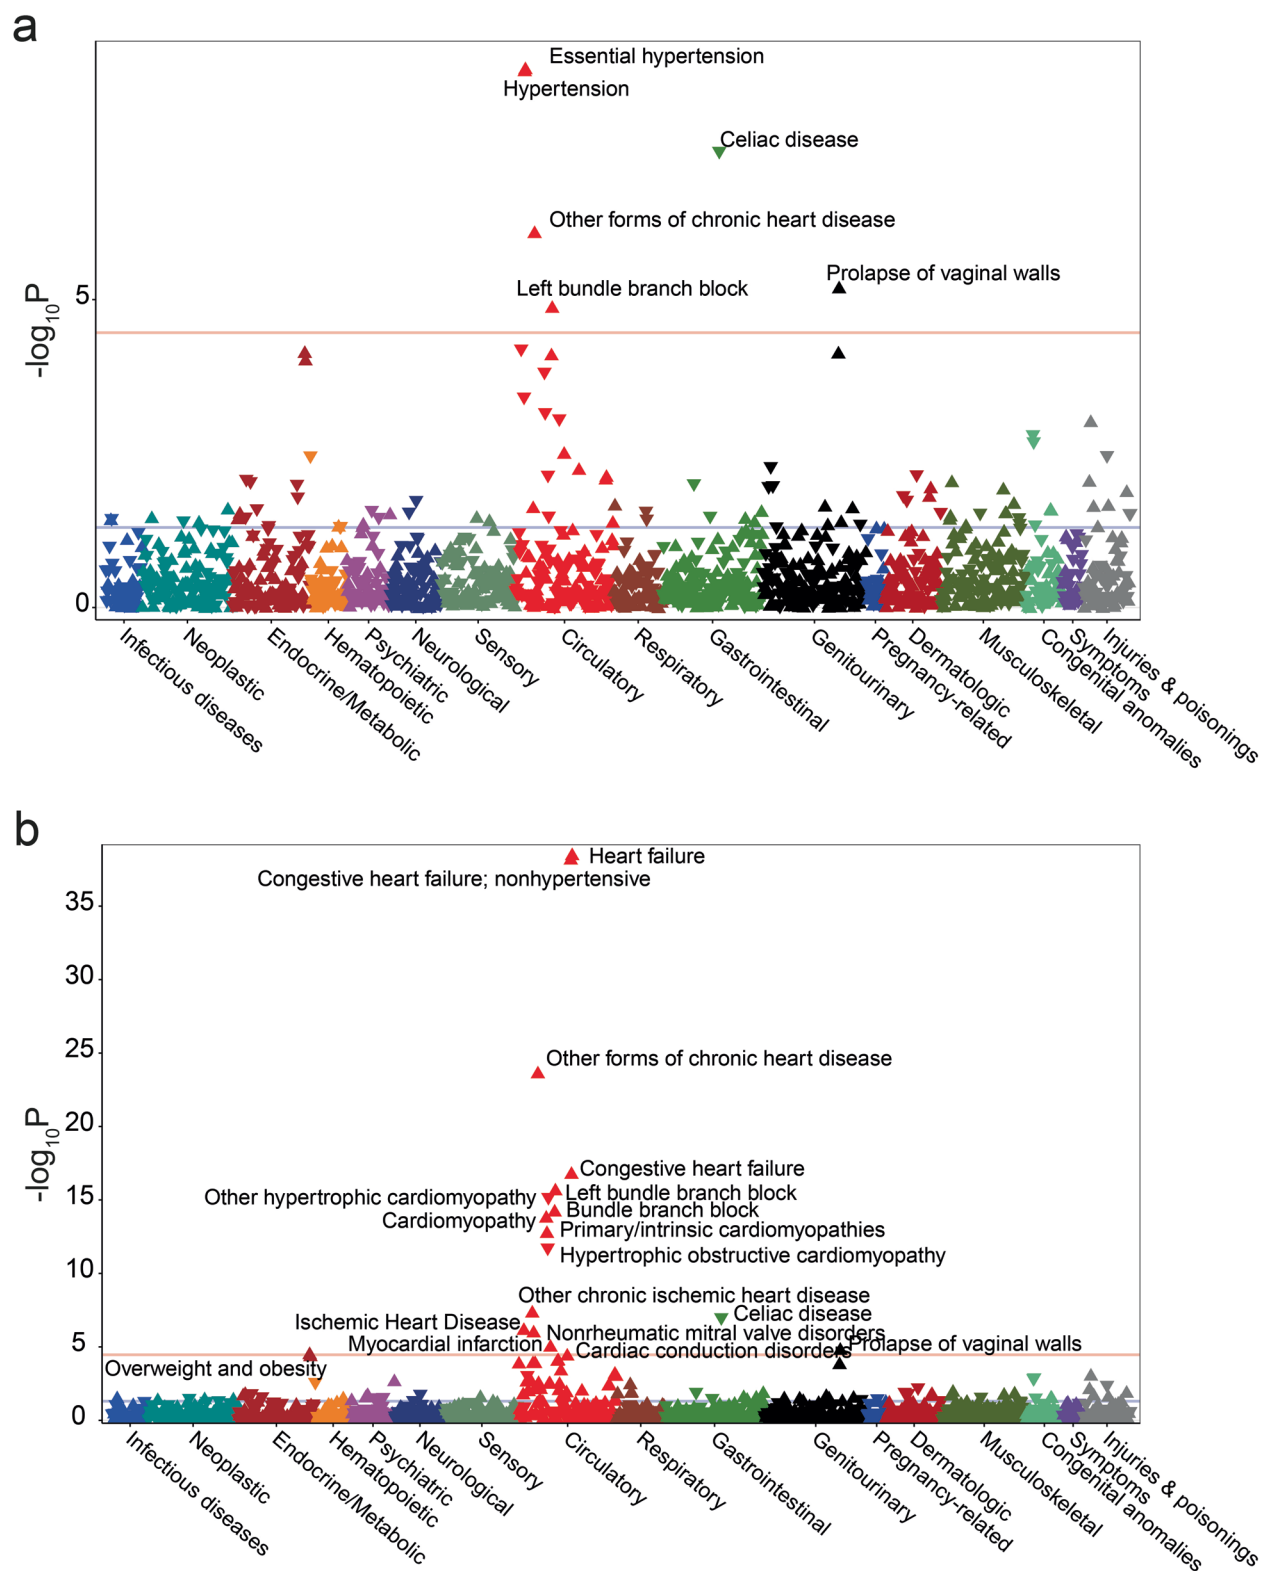 a
Essential hypertension
Hypertension
Celiac disease
Other forms of chronic heart disease
Prolapse of vaginal walls
Left bundle branch block
5
-log10P
0
Infectious diseases
Neoplastic
Endocrine/Metabolic
Hematopoietic
Psychiatric
Neurological
Sensory
Circulatory
Respiratory
Gastrointestinal
Genitourinary
Pregnancy-related
Dermatologic
Musculoskeletal
Congenital anomalies
Symptoms
Injuries & poisonings
b
Heart failure
Congestive heart failure; nonhypertensive
35
30
25
Other forms of chronic heart disease
20
-log10P
Congestive heart failure
15
Left bundle branch block
Other hypertrophic cardiomyopathy
Bundle branch block
Cardiomyopathy
Primary/intrinsic cardiomyopathies
Hypertrophic obstructive cardiomyopathy
10
Other chronic ischemic heart disease
Celiac disease
Ischemic Heart Disease
Nonrheumatic mitral valve disorders
Myocardial infarction
Prolapse of vaginal walls
5
Cardiac conduction disorders
Overweight and obesity
0
Infectious diseases
Neoplastic
Endocrine/Metabolic
Hematopoietic
Psychiatric
Neurological
Sensory
Circulatory
Respiratory
Gastrointestinal
Genitourinary
Pregnancy-related
Dermatologic
Musculoskeletal
Congenital anomalies
Symptoms
Injuries & poisonings